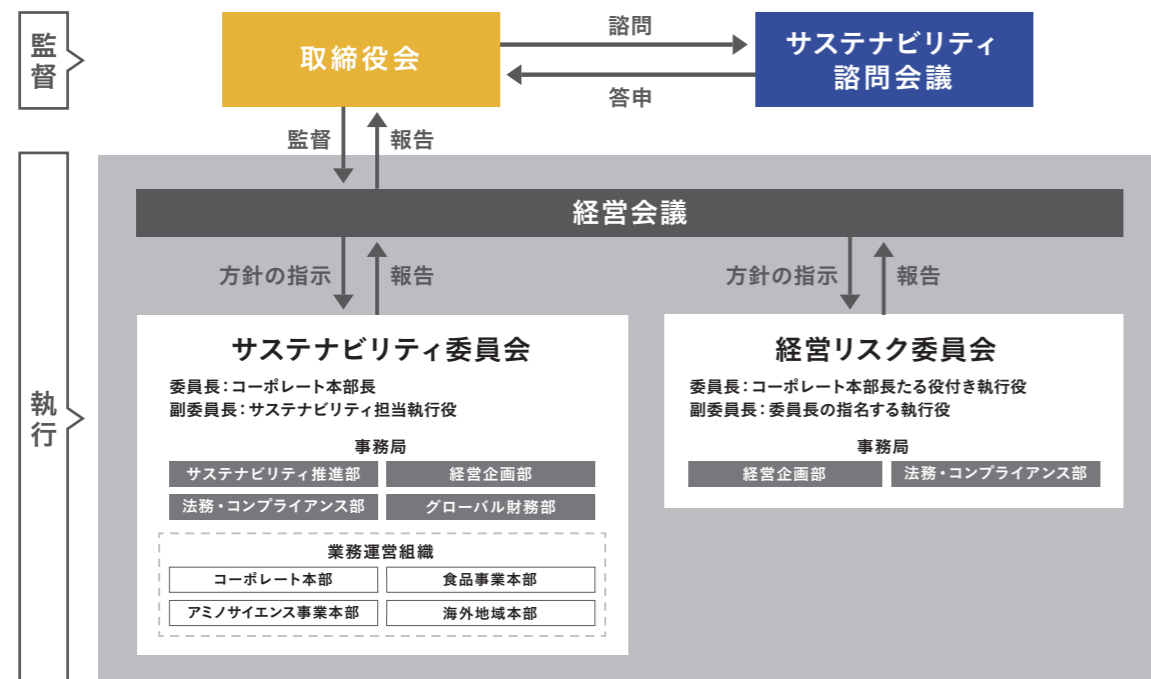 監督
取締役会
諮問
答申
サステナビリティ
諮問会議
監督
報告
執行
経営会議
方針の指示
報告
方針の指示
報告
サステナビリティ委員会
委員長：コーポレート本部長
副委員長：サステナビリティ担当執行役
事務局
サステナビリティ推進部
経営企画部
法務・コンプライアンス部
グローバル財務部
業務運営組織
コーポレート本部
食品事業本部
アミノサイエンス事業本部
海外地域本部
経営リスク委員会
委員長：コーポレート本部長たる役付き執行役
副委員長：委員長の指名する執行役
事務局
経営企画部
法務・コンプライアンス部